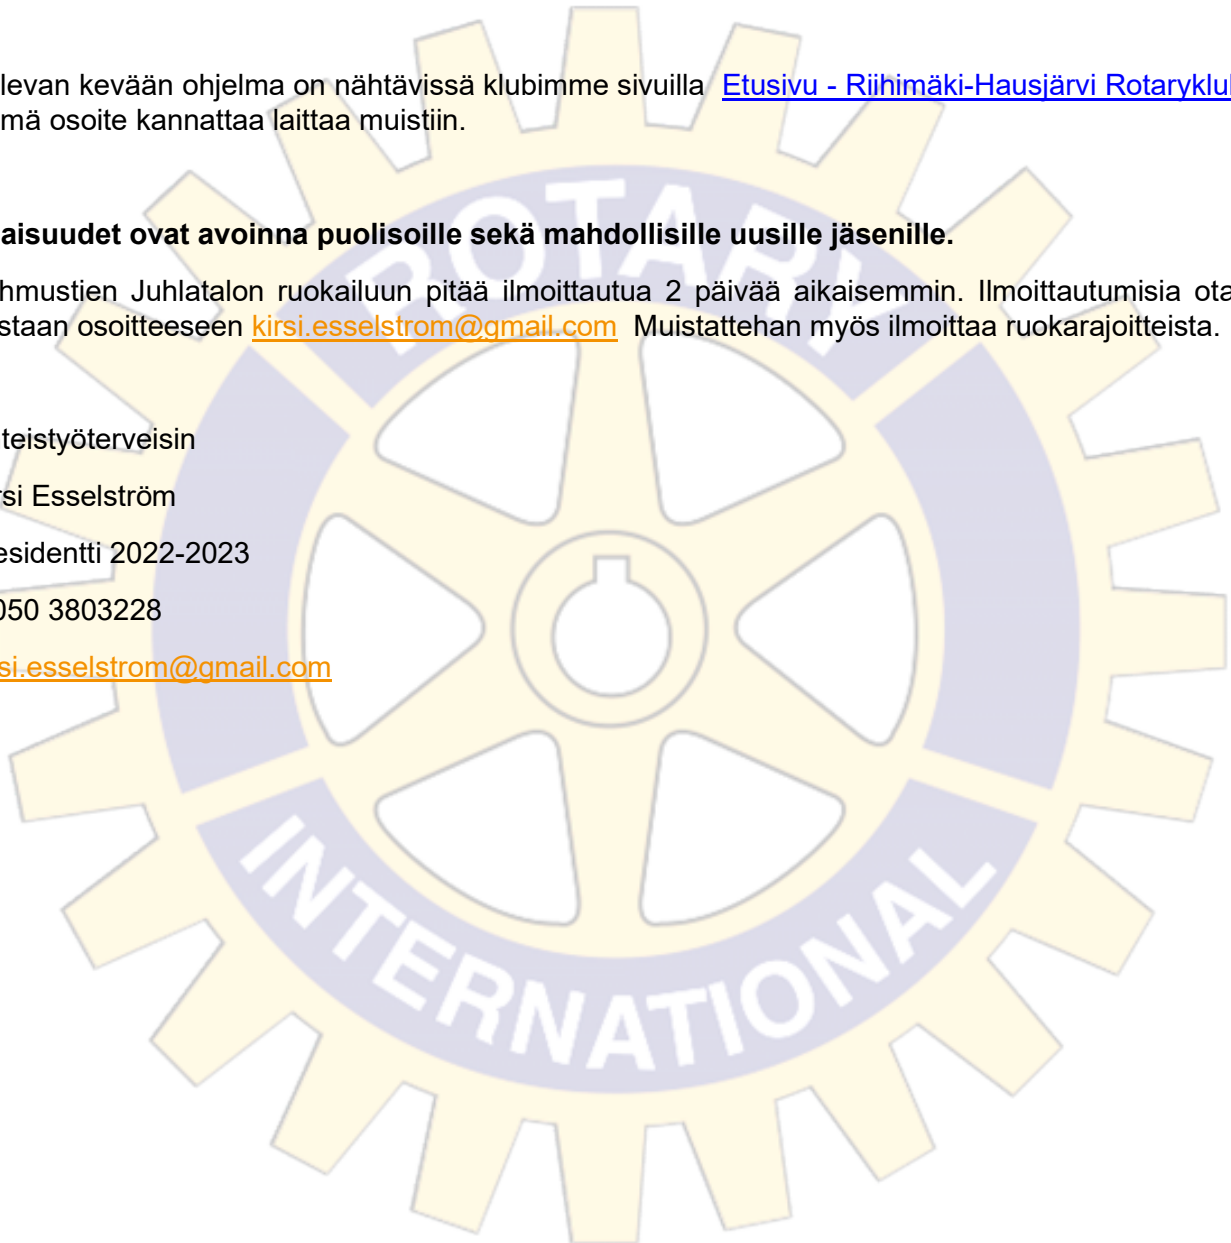 levan kevään ohjelma on nähtävissä klubimme sivuilla Etusivu - Riihimäki-Hausjärvi Rotaryklu
mä osoite kannattaa laittaa muistiin.
aisuudet ovat avoinna puolisoille sekä mahdollisille uusille jäsenille.
hmustien Juhlatalon ruokailuun pitää ilmoittautua 2 päivää aikaisemmin. Ilmoittautumisia ota
staan osoitteeseen kirsi.esselstrom@gmail.com Muistattehan myös ilmoittaa ruokarajoitteista.
teistyöterveisin
rsi Esselström
esidentti 2022-2023
050 3803228
si.esselstrom@gmail.com
ROTARY
INTERNATIONAL